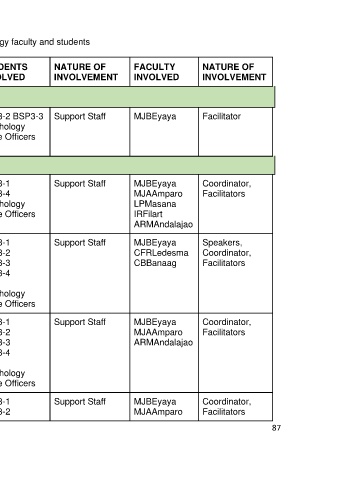 gy faculty and students
DENTS
OLVED
NATURE OF
INVOLVEMENT
FACULTY
INVOLVED
NATURE OF
INVOLVEMENT
3-2 BSP3-3
hology
e Officers
Support Staff
MJBEyaya
Facilitator
3-1
3-4
hology
e Officers
Support Staff
MJBEyaya
MJAAmparo
LPMasana
IRFilart
ARMAndalajao
Coordinator,
Facilitators
3-1
3-2
3-3
3-4
hology
e Officers
Support Staff
MJBEyaya
CFRLedesma
CBBanaag
Speakers,
Coordinator,
Facilitators
3-1
3-2
3-3
3-4
hology
e Officers
Support Staff
MJBEyaya
MJAAmparo
ARMAndalajao
Coordinator,
Facilitators
3-1
3-2
Support Staff
MJBEyaya
MJAAmparo
Coordinator,
Facilitators
87